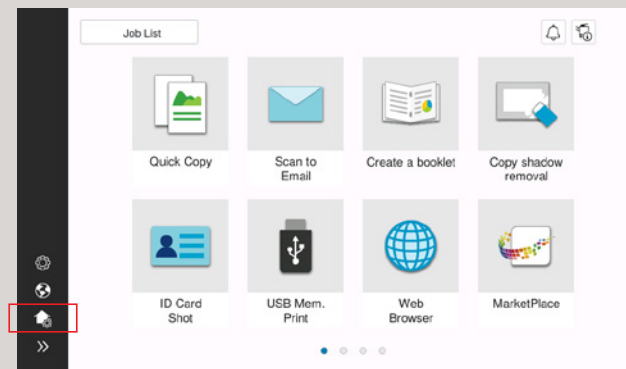 Job List
Quick Copy
Scan to
Email
Create a booklet
Copy shadow
removal
ID Card
Shot
USB Mem.
Print
Web
Browser
MarketPlace